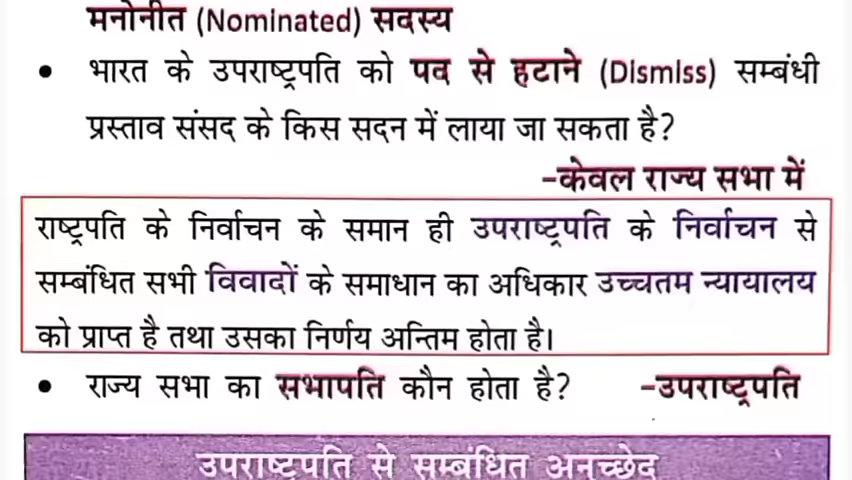 मनोनीत (Nominated) सदस्य
• भारत के उपराष्ट्रपति को पद से हटाने (Dismiss) सम्बंधी
प्रस्ताव संसद के किस सदन में लाया जा सकता है?
-केवल राज्य सभा में
राष्ट्रपति के निर्वाचन के समान ही उपराष्ट्रपति के निर्वाचन से
सम्बंधित सभी विवादों के समाधान का अधिकार उच्चतम न्यायालय
को प्राप्त है तथा उसका निर्णय अन्तिम होता है।
• राज्य सभा का सभापति कौन होता है? -उपराष्ट्रपति
उपराष्ट्रपति से सम्बंधित अनुच्छेद